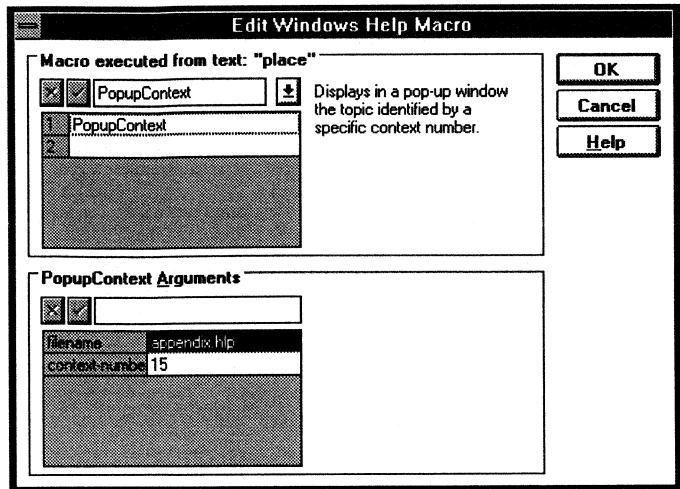 Edit Windows Help Macro
Macro executed from text: "place"
PopupContext
Displays in a pop-up window
the topic identified by a
specific context number.
1 PopupContext
2
OK
Cancel
Help
PopupContext Arguments
filename appendix.hlp
context-numbe 15